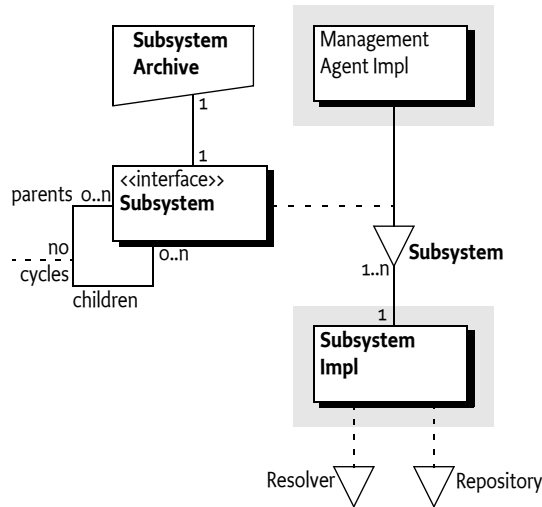 Subsystem
Archive
Management
Agent Impl
1
1
<<interface>>
Subsystem
parents 0..n
no
cycles
0..n
children
Subsystem
1..n
1
Subsystem
Impl
Resolver
Repository